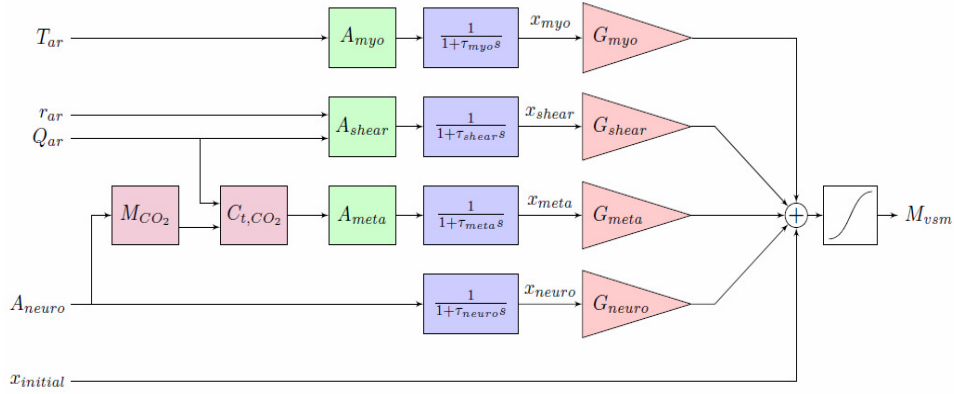 T_ar A_myo 1/(1+τ_myo s) x_myo G_myo
r_ar
Q_ar A_shear 1/(1+τ_shear s) x_shear G_shear
M_CO₂ C_t,CO₂ A_meta 1/(1+τ_meta s) x_meta G_meta + M_vsm
A_neuro 1/(1+τ_neuro s) x_neuro G_neuro
x_initial